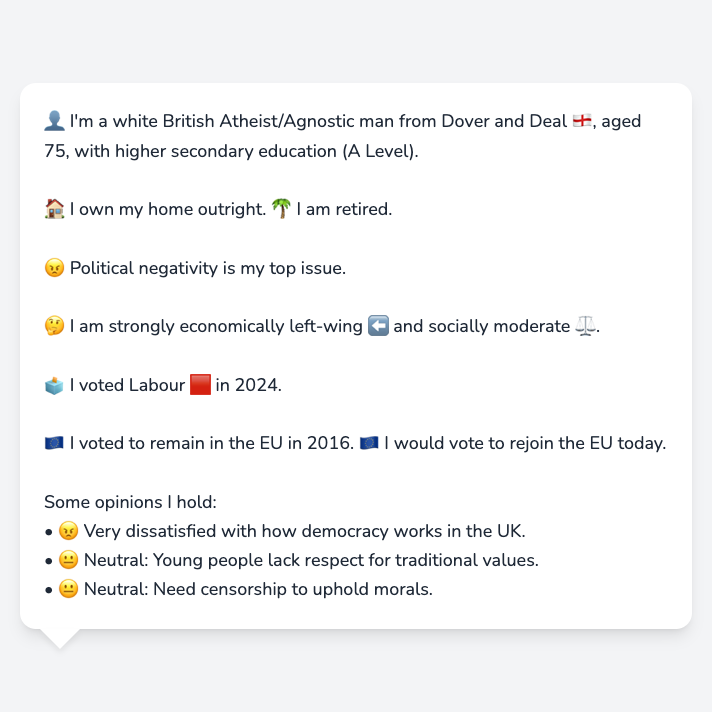 👤 I'm a white British Atheist/Agnostic man from Dover and Deal 🏴󠁧󠁢󠁥󠁮󠁧󠁿, aged
75, with higher secondary education (A Level).
🏠 I own my home outright. 🌴 I am retired.
😠 Political negativity is my top issue.
🤔 I am strongly economically left-wing ⬅️ and socially moderate ⚖️.
🗳️ I voted Labour 🟥 in 2024.
🇪🇺 I voted to remain in the EU in 2016. 🇪🇺 I would vote to rejoin the EU today.
Some opinions I hold:
• 😠 Very dissatisfied with how democracy works in the UK.
• 😐 Neutral: Young people lack respect for traditional values.
• 😐 Neutral: Need censorship to uphold morals.